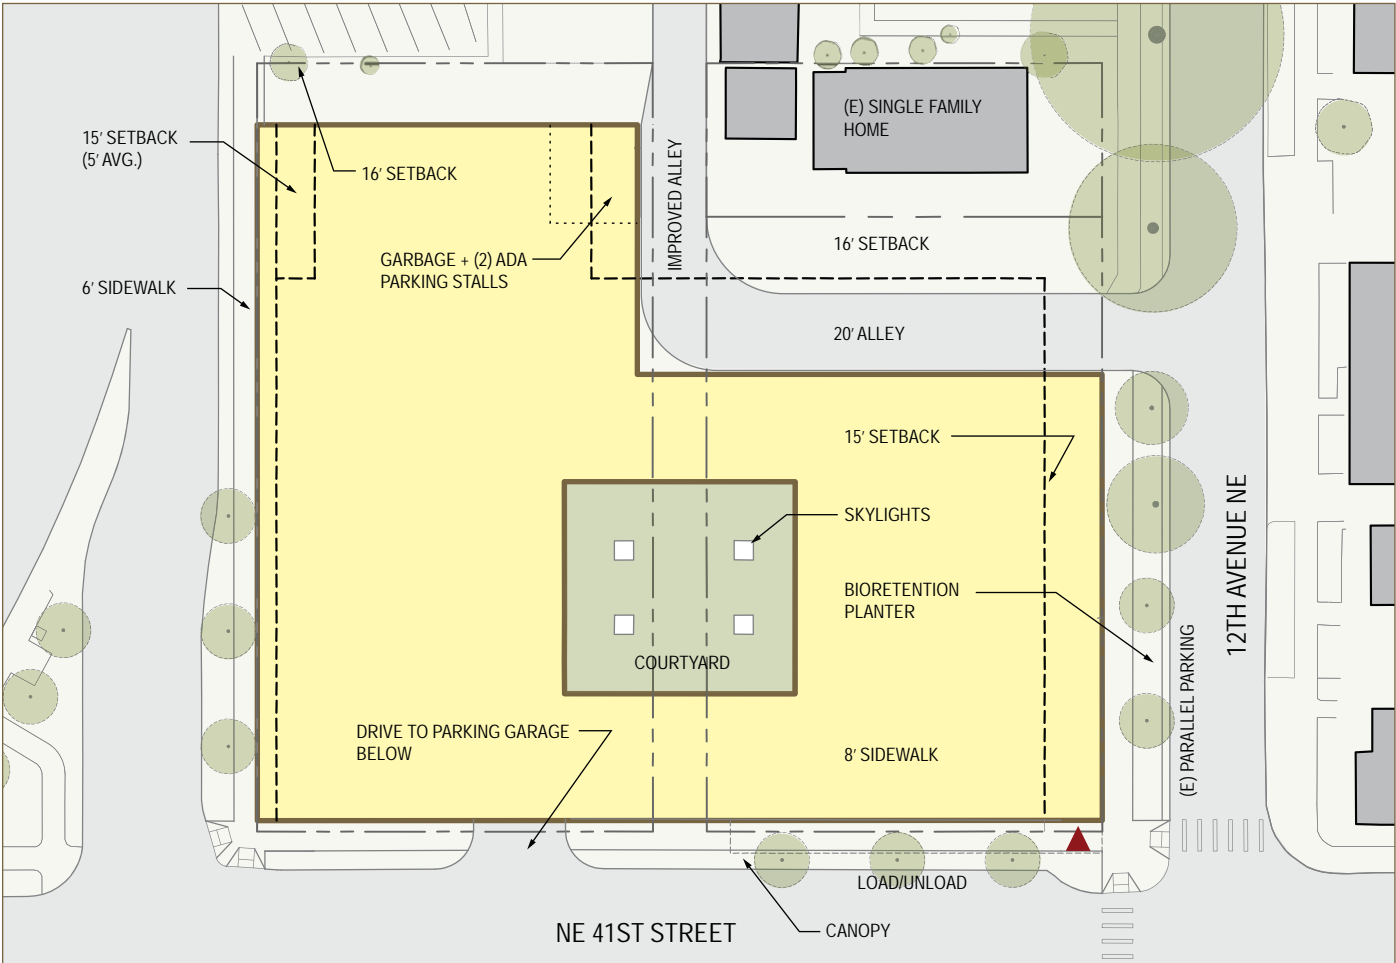 (E) SINGLE FAMILY
HOME
15' SETBACK
(5' AVG.)
16' SETBACK
IMPROVED ALLEY
16' SETBACK
GARBAGE + (2) ADA
PARKING STALLS
6' SIDEWALK
20' ALLEY
15' SETBACK
SKYLIGHTS
12TH AVENUE NE
BIORETENTION
PLANTER
(E) PARALLEL PARKING
COURTYARD
DRIVE TO PARKING GARAGE
BELOW
8' SIDEWALK
LOAD/UNLOAD
NE 41ST STREET
CANOPY